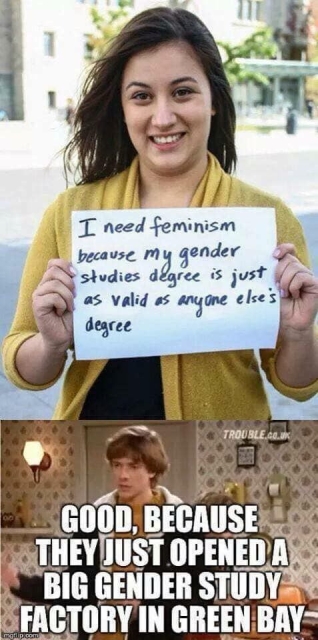 I need feminism
because my gender
studies degree is just
as valid as anyone else's
degree
TROUBLE.co.uk
GOOD, BECAUSE
THEY JUST OPENED A
BIG GENDER STUDY
FACTORY IN GREEN BAY
imgflip.com